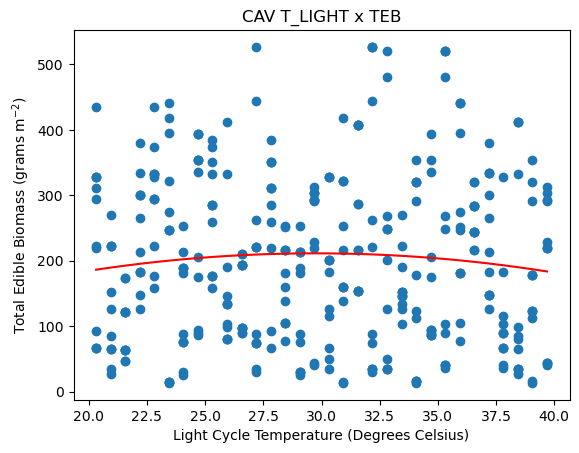 CAV T_LIGHT x TEB
Total Edible Biomass (grams m⁻²)
500
400
300
200
100
0
20.0 22.5 25.0 27.5 30.0 32.5 35.0 37.5 40.0
Light Cycle Temperature (Degrees Celsius)